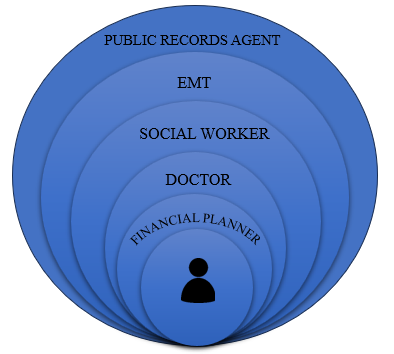 PUBLIC RECORDS AGENT
EMT
SOCIAL WORKER
DOCTOR
FINANCIAL PLANNER